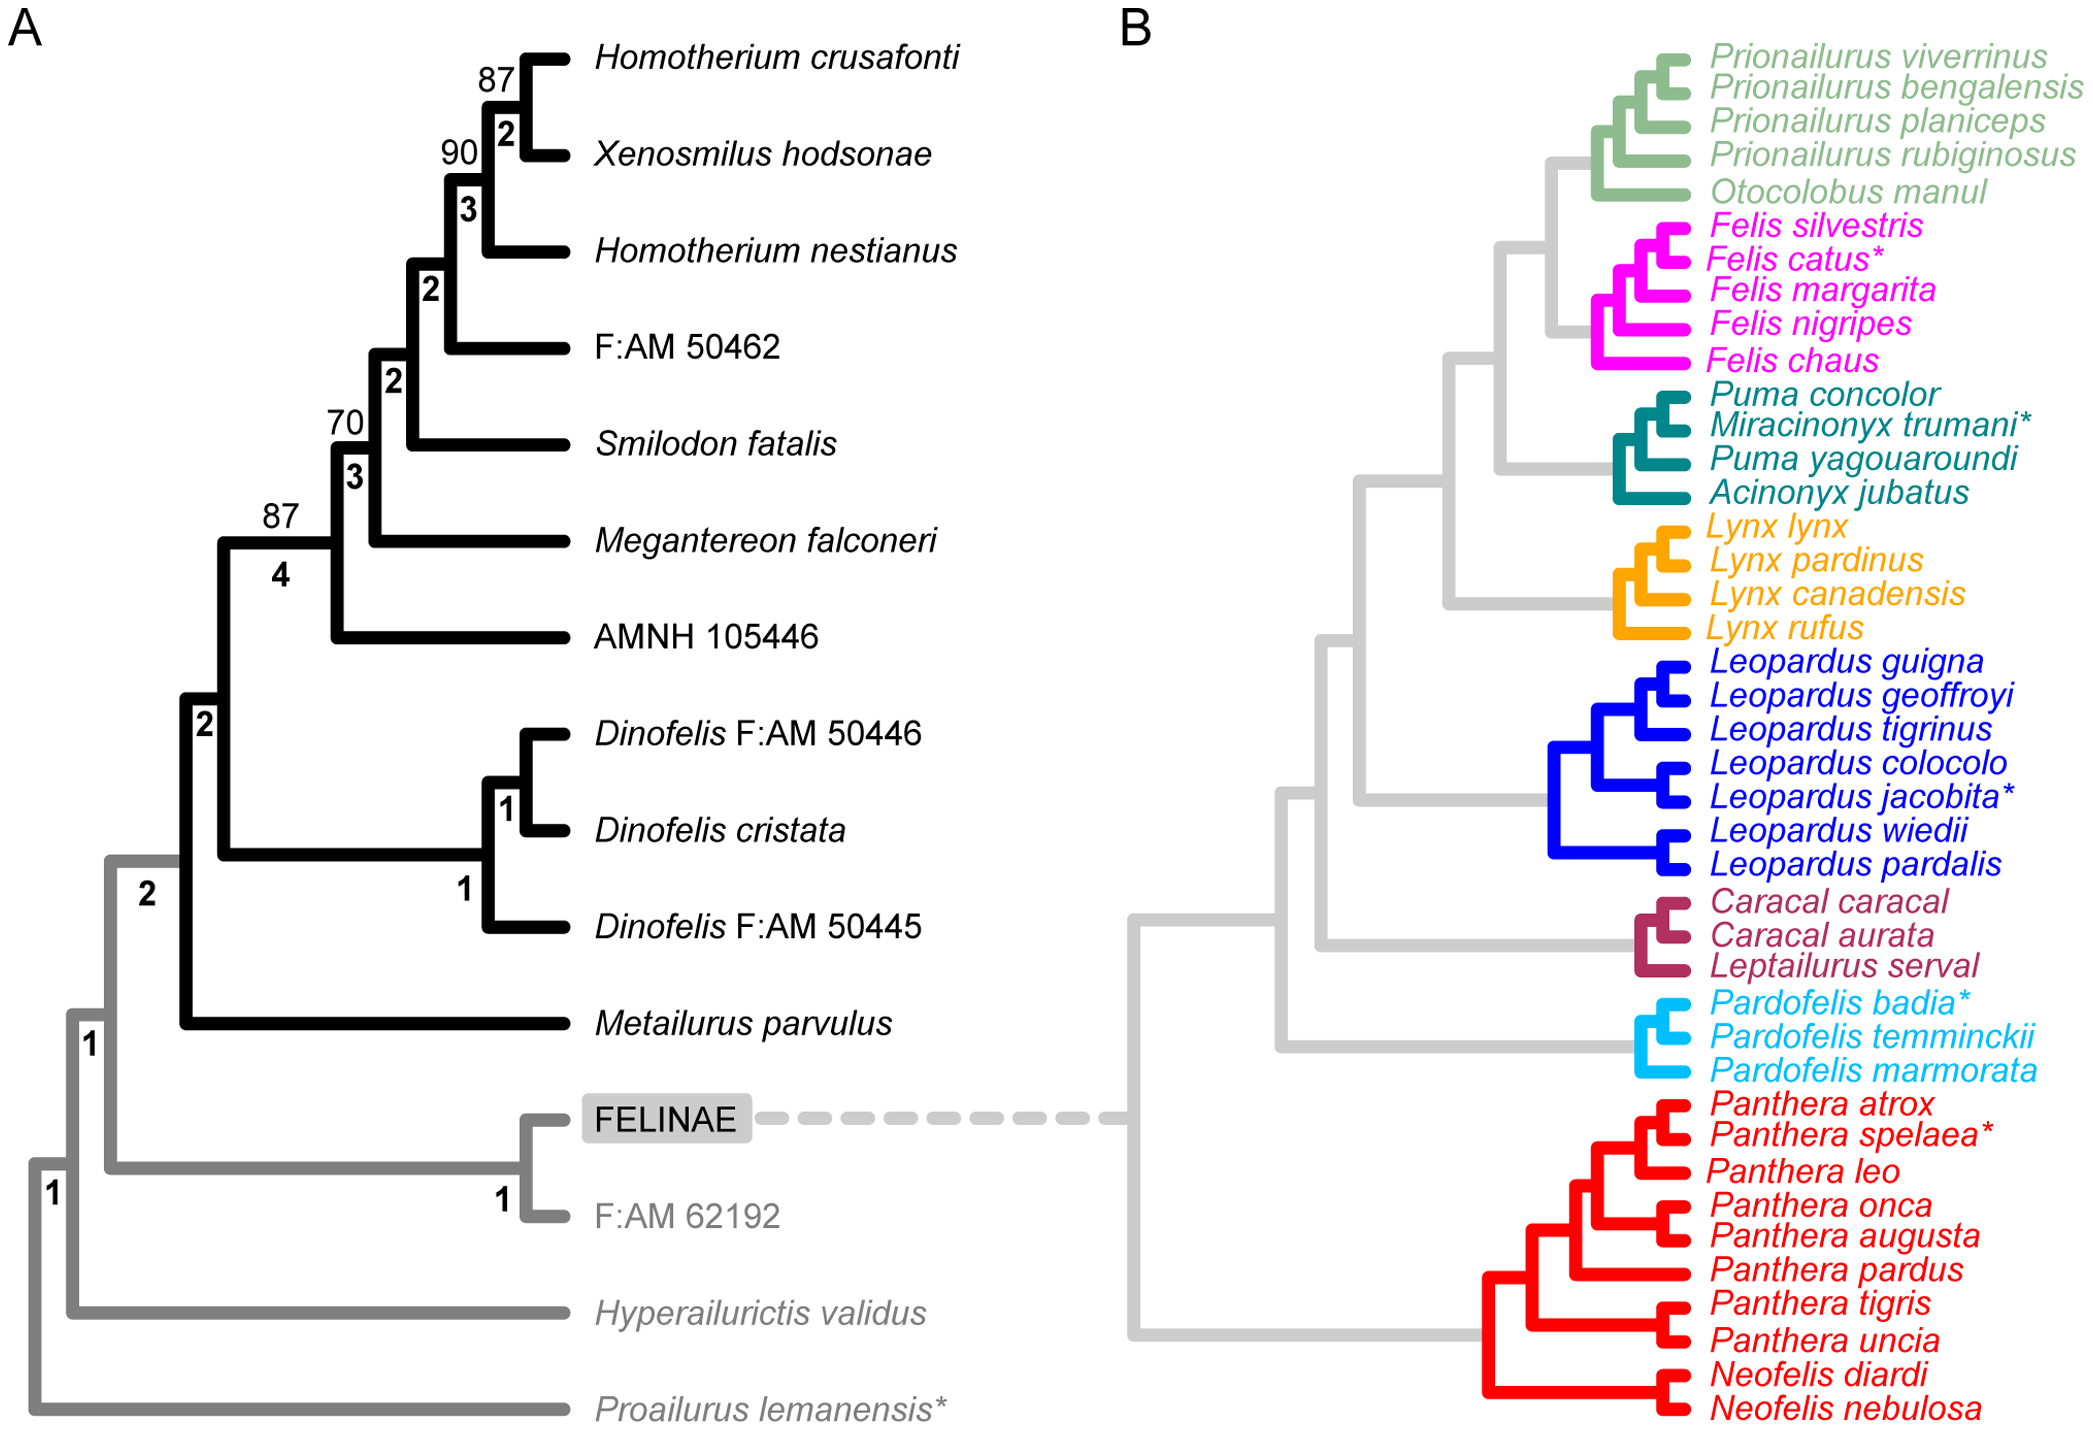 A
87
Homotherium crusafonti
2
90
Xenosmilus hodsonae
3
Homotherium nestianus
2
F:AM 50462
2
70
Smilodon fatalis
3
87
Megantereon falconeri
4
AMNH 105446
2
Dinofelis F:AM 50446
1
Dinofelis cristata
1
2
Dinofelis F:AM 50445
Metailurus parvulus
1
FELINAE
1
1
F:AM 62192
Hyperailurictis validus
Proailurus lemanensis*
B
Prionailurus viverrinus
Prionailurus bengalensis
Prionailurus planiceps
Prionailurus rubiginosus
Otocolobus manul
Felis silvestris
Felis catus*
Felis margarita
Felis nigripes
Felis chaus
Puma concolor
Miracinonyx trumani*
Puma yagouaroundi
Acinonyx jubatus
Lynx lynx
Lynx pardinus
Lynx canadensis
Lynx rufus
Leopardus guigna
Leopardus geoffroyi
Leopardus tigrinus
Leopardus colocolo
Leopardus jacobita*
Leopardus wiedii
Leopardus pardalis
Caracal caracal
Caracal aurata
Leptailurus serval
Pardofelis badia*
Pardofelis temminckii
Pardofelis marmorata
Panthera atrox
Panthera spelaea*
Panthera leo
Panthera onca
Panthera augusta
Panthera pardus
Panthera tigris
Panthera uncia
Neofelis diardi
Neofelis nebulosa